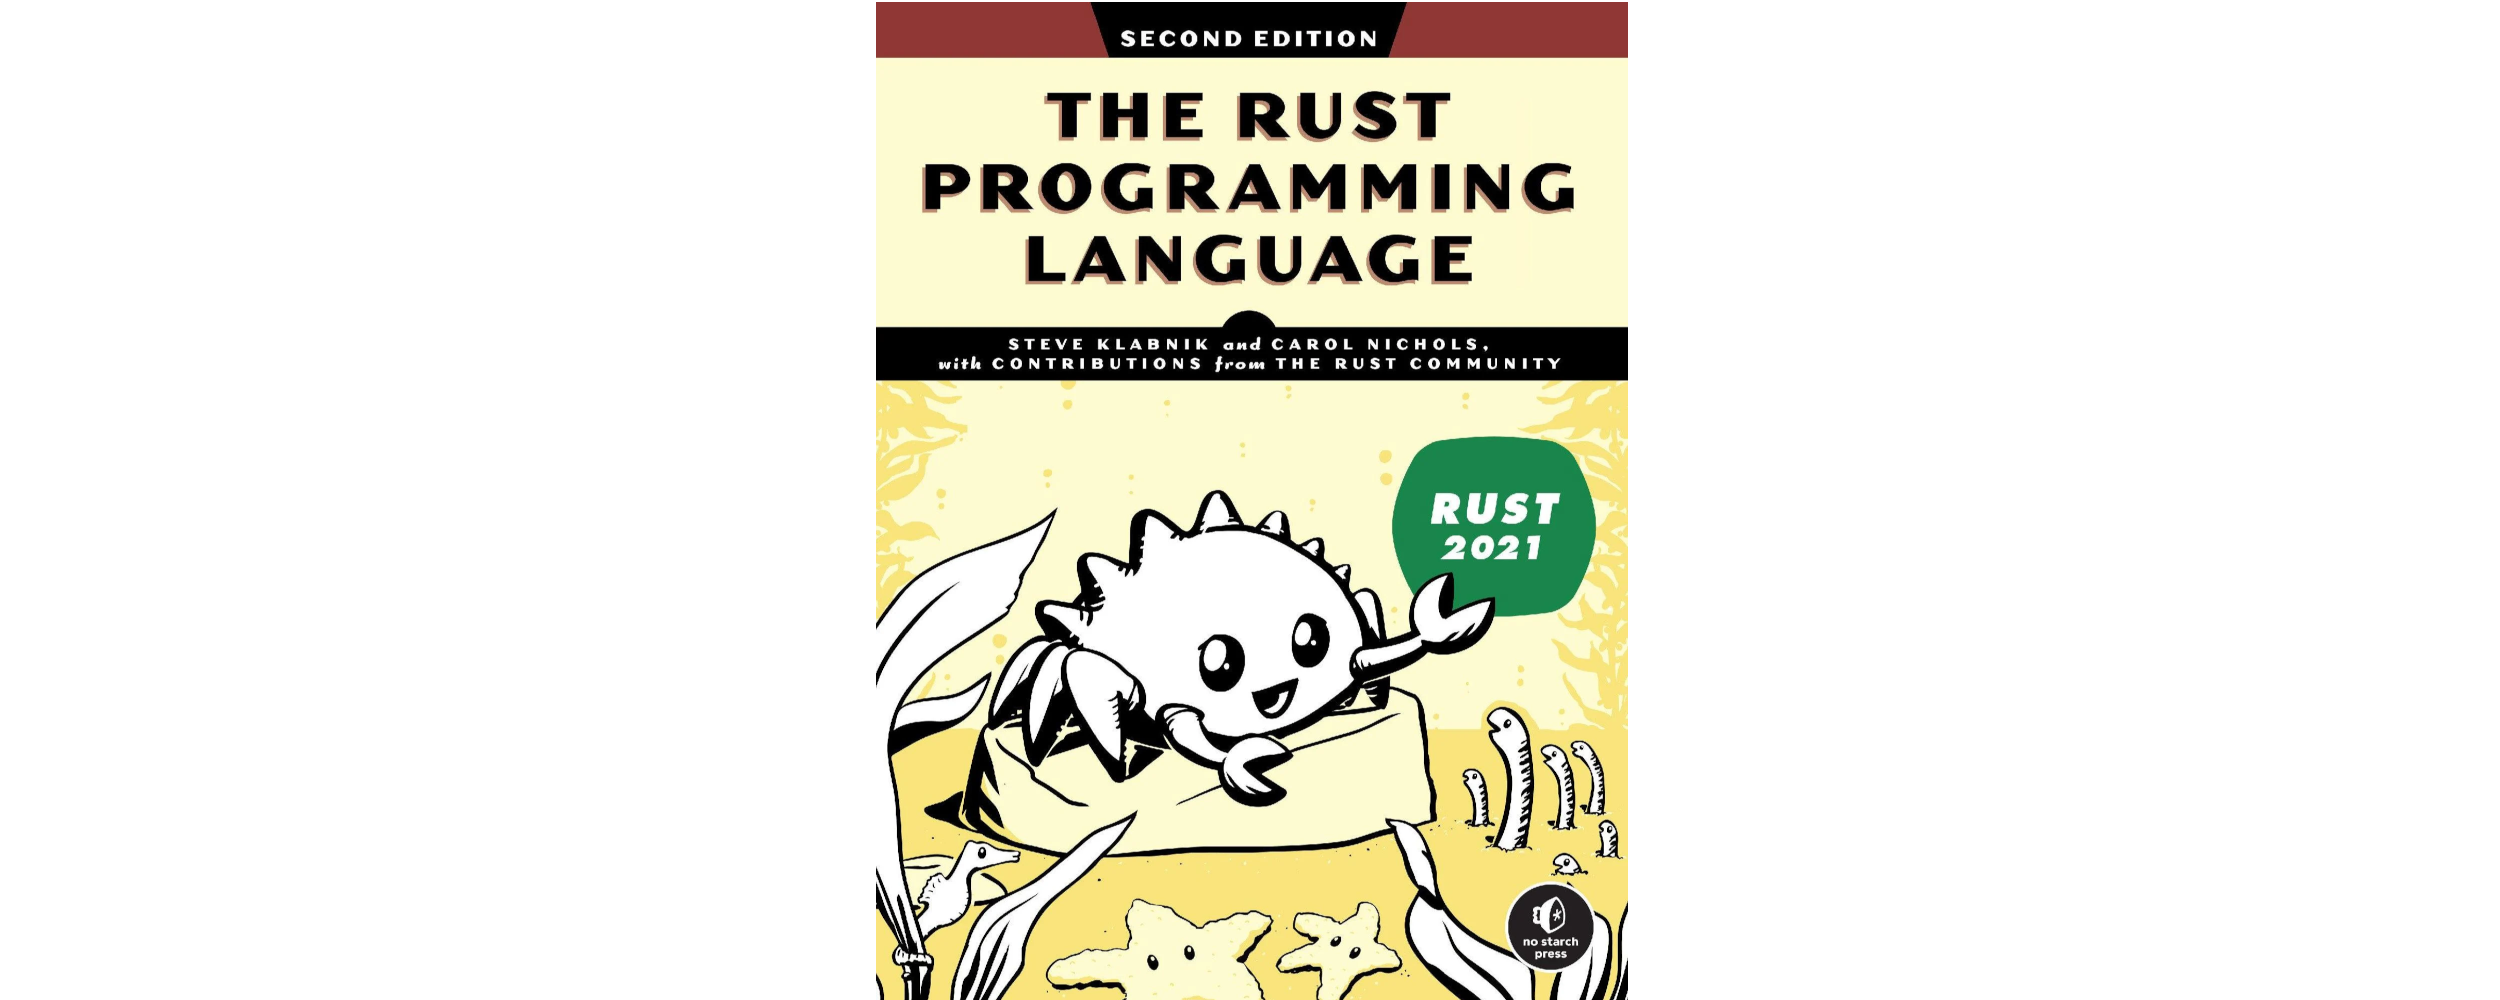 SECOND EDITION
THE RUST
PROGRAMMING
LANGUAGE
STEVE KLABNIK and CAROL NICHOLS,
with CONTRIBUTIONS from THE RUST COMMUNITY
RUST
2021
no starch
press